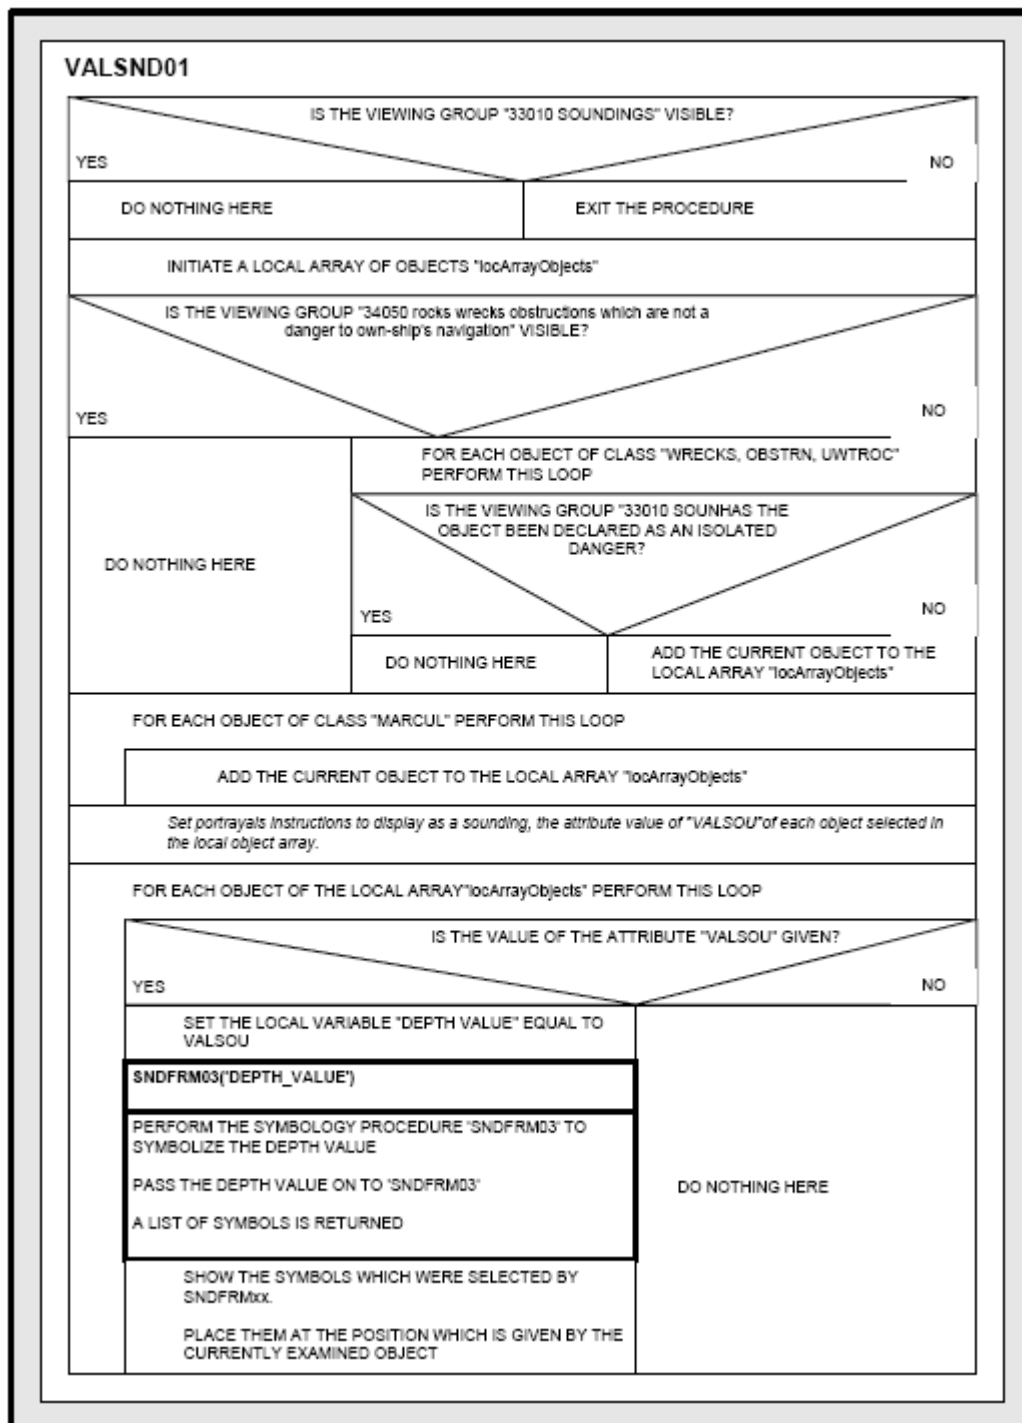 VALSND01
IS THE VIEWING GROUP "33010 SOUNDINGS" VISIBLE?
YES
NO
DO NOTHING HERE
EXIT THE PROCEDURE
INITIATE A LOCAL ARRAY OF OBJECTS "locArrayObjects"
IS THE VIEWING GROUP "34050 rocks wrecks obstructions which are not a
danger to own-ship's navigation" VISIBLE?
YES
NO
FOR EACH OBJECT OF CLASS "WRECKS, OBSTRN, UWTROC"
PERFORM THIS LOOP
IS THE VIEWING GROUP "33010 SOUNHAS THE
OBJECT BEEN DECLARED AS AN ISOLATED
DANGER?
DO NOTHING HERE
YES
NO
DO NOTHING HERE
ADD THE CURRENT OBJECT TO THE
LOCAL ARRAY "locArrayObjects"
FOR EACH OBJECT OF CLASS "MARCUL" PERFORM THIS LOOP
ADD THE CURRENT OBJECT TO THE LOCAL ARRAY "locArrayObjects"
Set portrayals instructions to display as a sounding, the attribute value of "VALSOU"of each object selected in
the local object array.
FOR EACH OBJECT OF THE LOCAL ARRAY"locArrayObjects" PERFORM THIS LOOP
IS THE VALUE OF THE ATTRIBUTE "VALSOU" GIVEN?
YES
NO
SET THE LOCAL VARIABLE "DEPTH VALUE" EQUAL TO
VALSOU
SNDFRM03('DEPTH_VALUE')
PERFORM THE SYMBOLOGY PROCEDURE 'SNDFRM03' TO
SYMBOLIZE THE DEPTH VALUE
PASS THE DEPTH VALUE ON TO 'SNDFRM03'
A LIST OF SYMBOLS IS RETURNED
DO NOTHING HERE
SHOW THE SYMBOLS WHICH WERE SELECTED BY
SNDFRMxx.
PLACE THEM AT THE POSITION WHICH IS GIVEN BY THE
CURRENTLY EXAMINED OBJECT